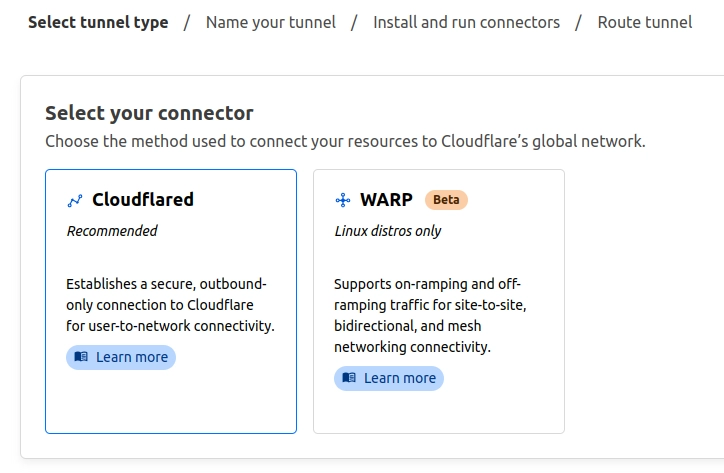 Select tunnel type / Name your tunnel / Install and run connectors / Route tunnel
Select your connector
Choose the method used to connect your resources to Cloudflare’s global network.
Cloudflared
Recommended
Establishes a secure, outbound-
only connection to Cloudflare
for user-to-network connectivity.
Learn more
WARP Beta
Linux distros only
Supports on-ramping and off-
ramping traffic for site-to-site,
bidirectional, and mesh
networking connectivity.
Learn more